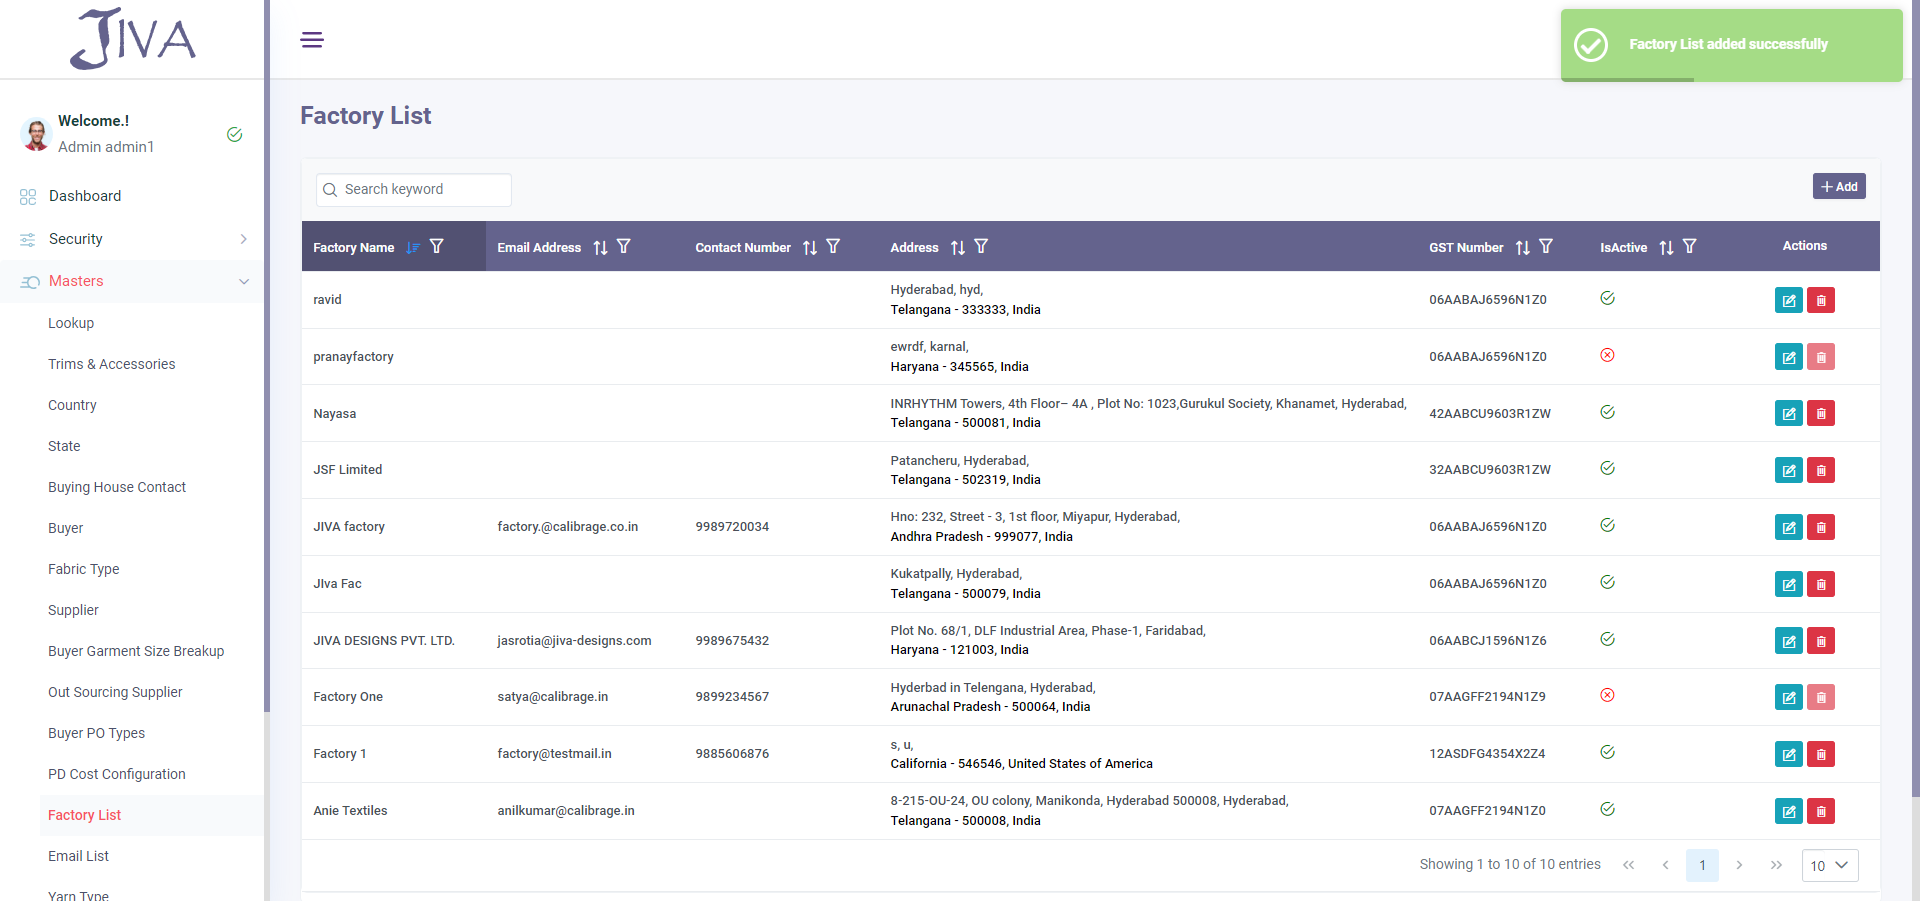 JIVA
Factory List added successfully
Welcome.!
Admin admin1
Dashboard
Security
Masters
Lookup
Trims & Accessories
Country
State
Buying House Contact
Buyer
Fabric Type
Supplier
Buyer Garment Size Breakup
Out Sourcing Supplier
Buyer PO Types
PD Cost Configuration
Factory List
Email List
Yarn Type
Factory List
Search keyword
Add
Factory Name Email Address Contact Number Address GST Number IsActive Actions
ravid Hyderabad, hyd, 06AABAJ6596N1Z0
Telangana - 333333, India
pranayfactory ewrdf, karnal, 06AABAJ6596N1Z0
Haryana - 345565, India
Nayasa INRHYTHM Towers, 4th Floor– 4A , Plot No: 1023,Gurukul Society, Khanamet, Hyderabad, 42AABCU9603R1ZW
Telangana - 500081, India
JSF Limited Patancheru, Hyderabad, 32AABCU9603R1ZW
Telangana - 502319, India
JIVA factory factory.@calibrage.co.in 9989720034 Hno: 232, Street - 3, 1st floor, Miyapur, Hyderabad, 06AABAJ6596N1Z0
Andhra Pradesh - 999077, India
JIva Fac Kukatpally, Hyderabad, 06AABAJ6596N1Z0
Telangana - 500079, India
JIVA DESIGNS PVT. LTD. jasrotia@jiva-designs.com 9989675432 Plot No. 68/1, DLF Industrial Area, Phase-1, Faridabad, 06AABCJ1596N1Z6
Haryana - 121003, India
Factory One satya@calibrage.in 9899234567 Hyderbad in Telengana, Hyderabad, 07AAGFF2194N1Z9
Arunachal Pradesh - 500064, India
Factory 1 factory@testmail.in 9885606876 s, u, 12ASDFG4354X2Z4
California - 546546, United States of America
Anie Textiles anilkumar@calibrage.in 8-215-OU-24, OU colony, Manikonda, Hyderabad 500008, Hyderabad, 07AAGFF2194N1Z0
Telangana - 500008, India
Showing 1 to 10 of 10 entries 1 10